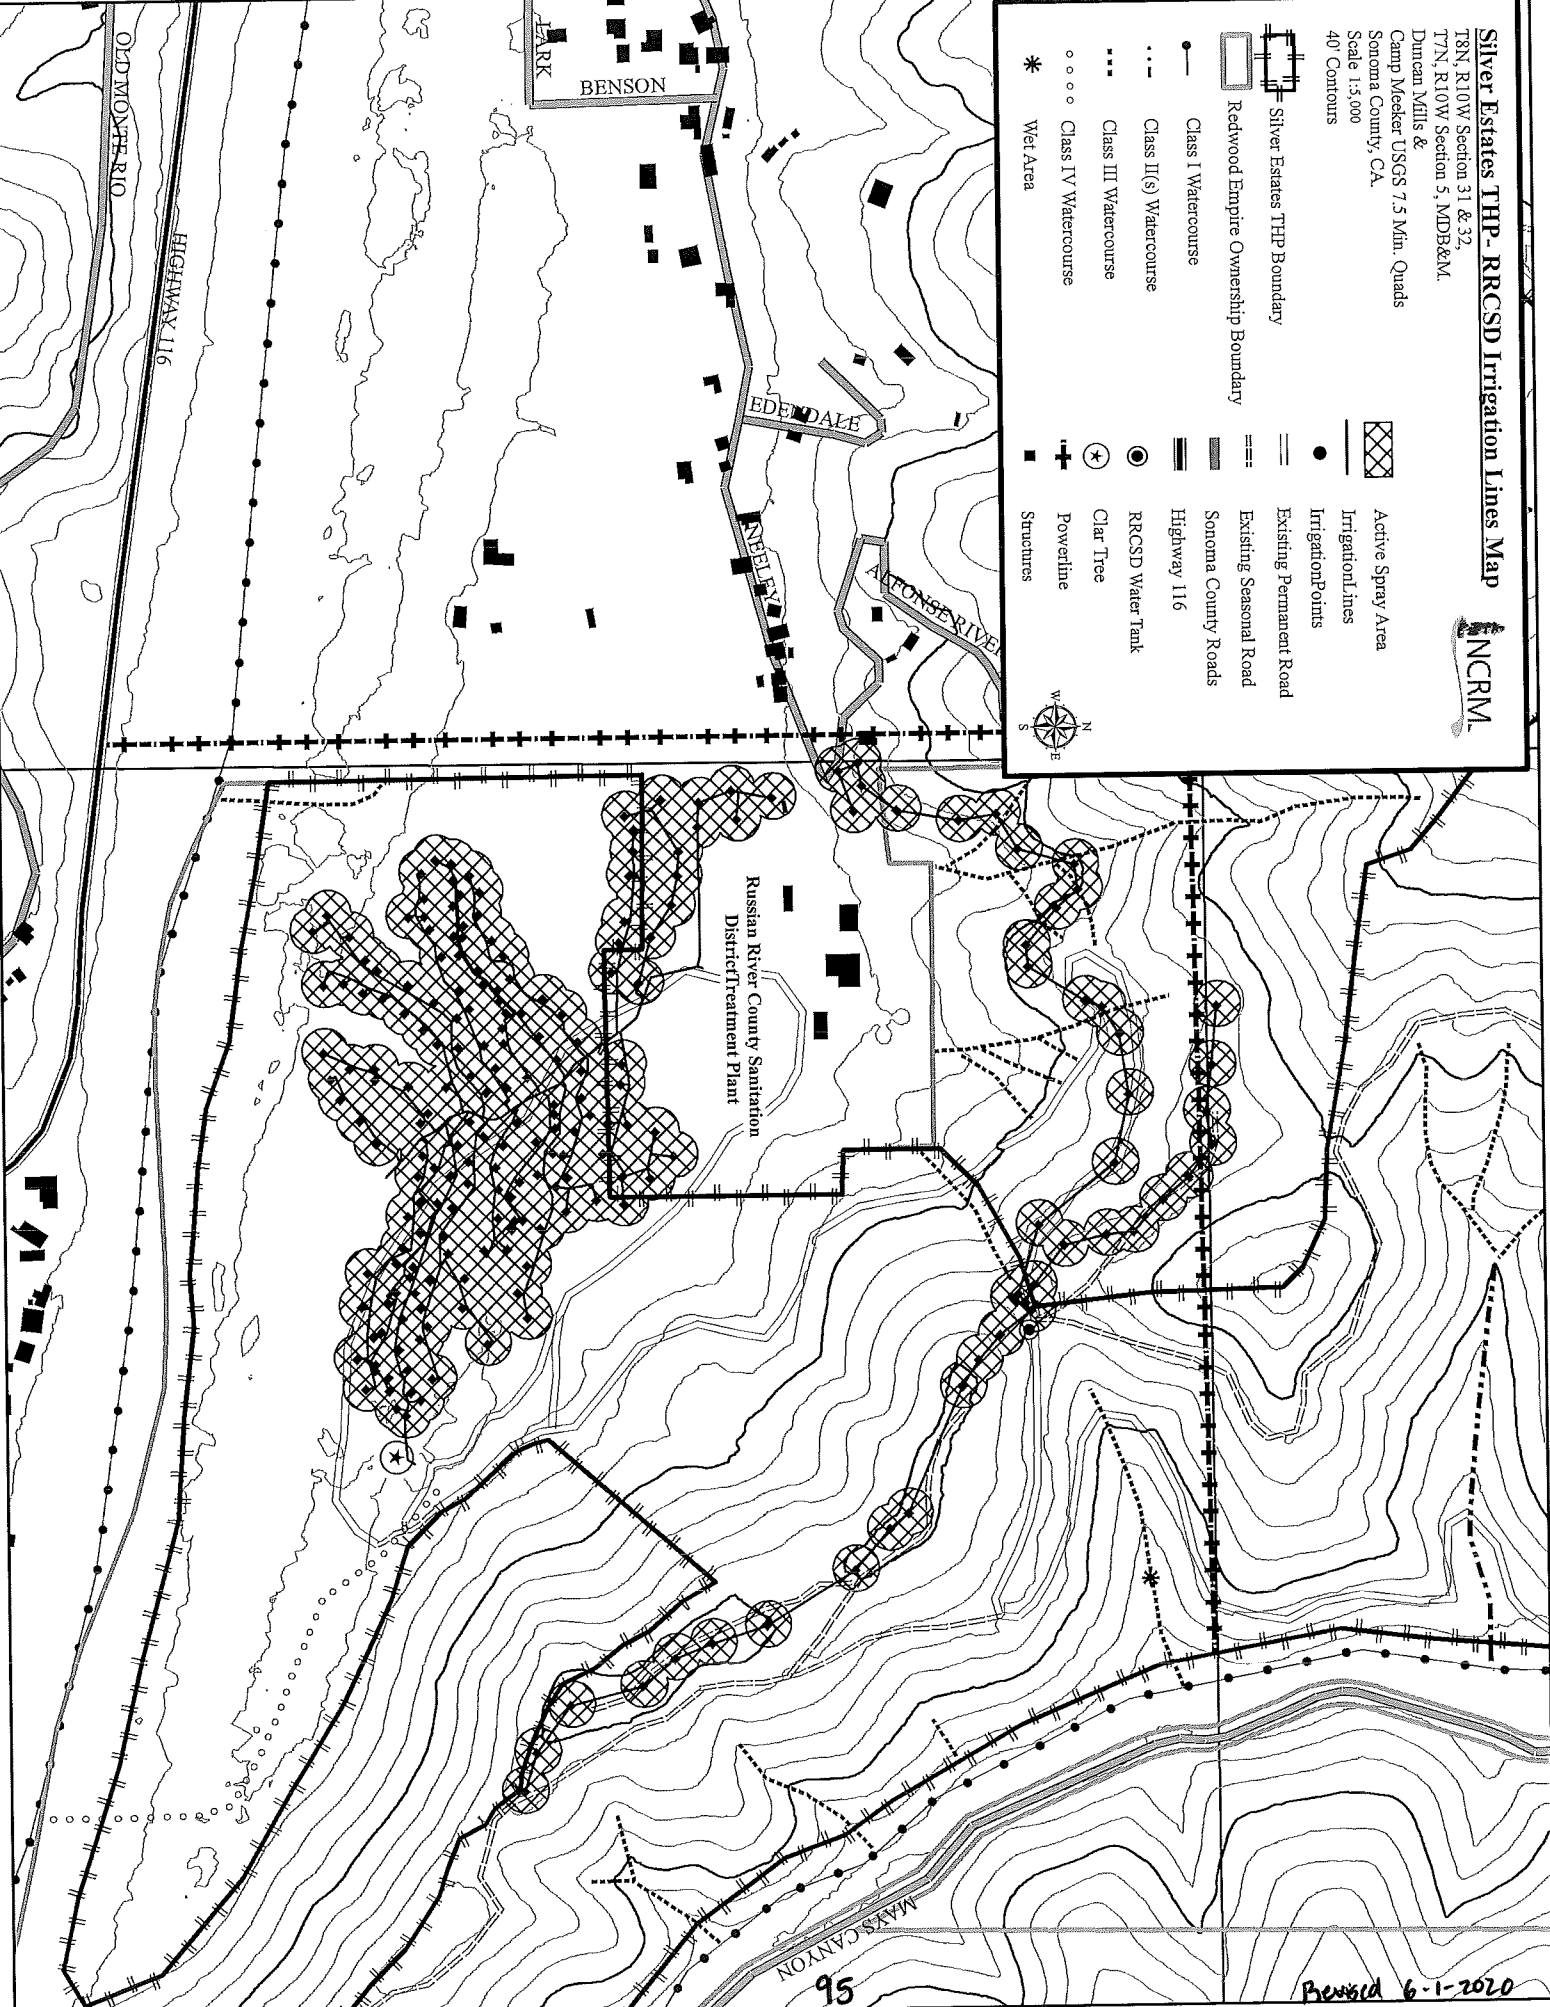 Silver Estates THP- RRCSD Irrigation Lines Map
T8N, R10W Section 31 & 32,
T7N, R10W Section 5, MDB&M.
Duncan Mills &
Camp Meeker USGS 7.5 Min. Quads
Sonoma County, CA.
Scale 1:5,000
40' Contours
NCRM
Silver Estates THP Boundary
Redwood Empire Ownership Boundary
Class I Watercourse
Class II(s) Watercourse
Class III Watercourse
Class IV Watercourse
Wet Area
Active Spray Area
IrrigationLines
IrrigationPoints
Existing Permanent Road
Existing Seasonal Road
Sonoma County Roads
Highway 116
RRCSD Water Tank
Clar Tree
Powerline
Structures
N
E
S
W
OLD MONTE RIO
HIGHWAY 116
LARK
BENSON
EDENDALE
NEELEY
ALFONSERIVER
Russian River County Sanitation
DistrictTreatment Plant
MAYS CANYON
95
Revised 6-1-2020